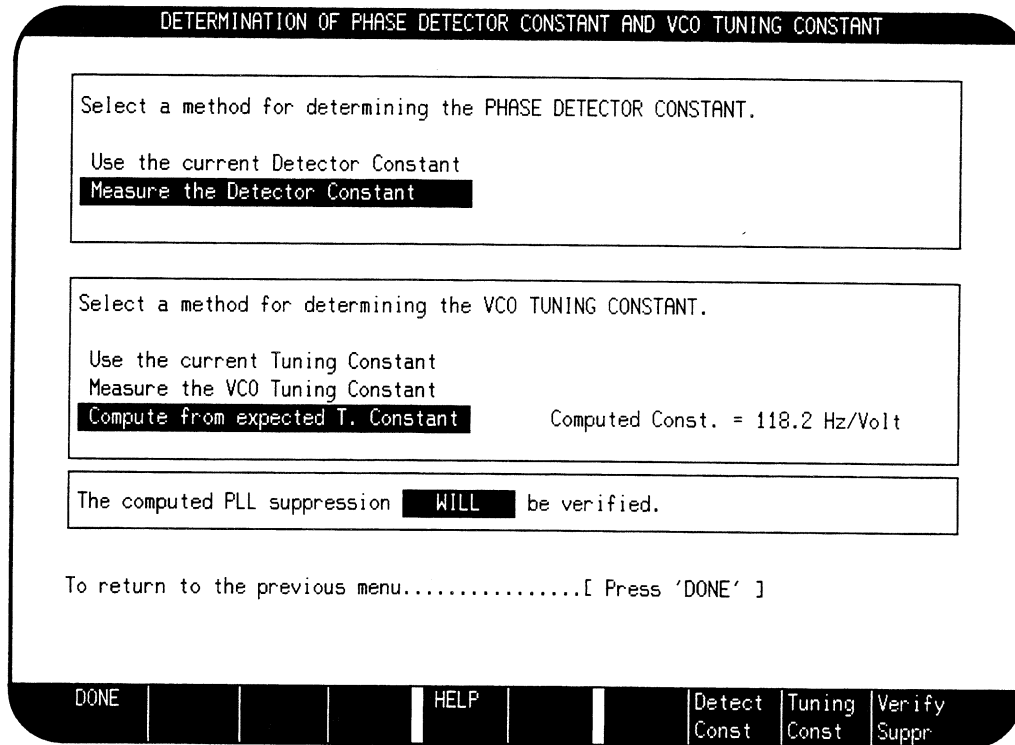 DETERMINATION OF PHASE DETECTOR CONSTANT AND VCO TUNING CONSTANT
Select a method for determining the PHASE DETECTOR CONSTANT.
Use the current Detector Constant
Measure the Detector Constant
Select a method for determining the VCO TUNING CONSTANT.
Use the current Tuning Constant
Measure the VCO Tuning Constant
Compute from expected T. Constant Computed Const. = 118.2 Hz/Volt
The computed PLL suppression WILL be verified.
To return to the previous menu................[ Press 'DONE' ]
DONE HELP Detect Tuning Verify
Const Const Suppr